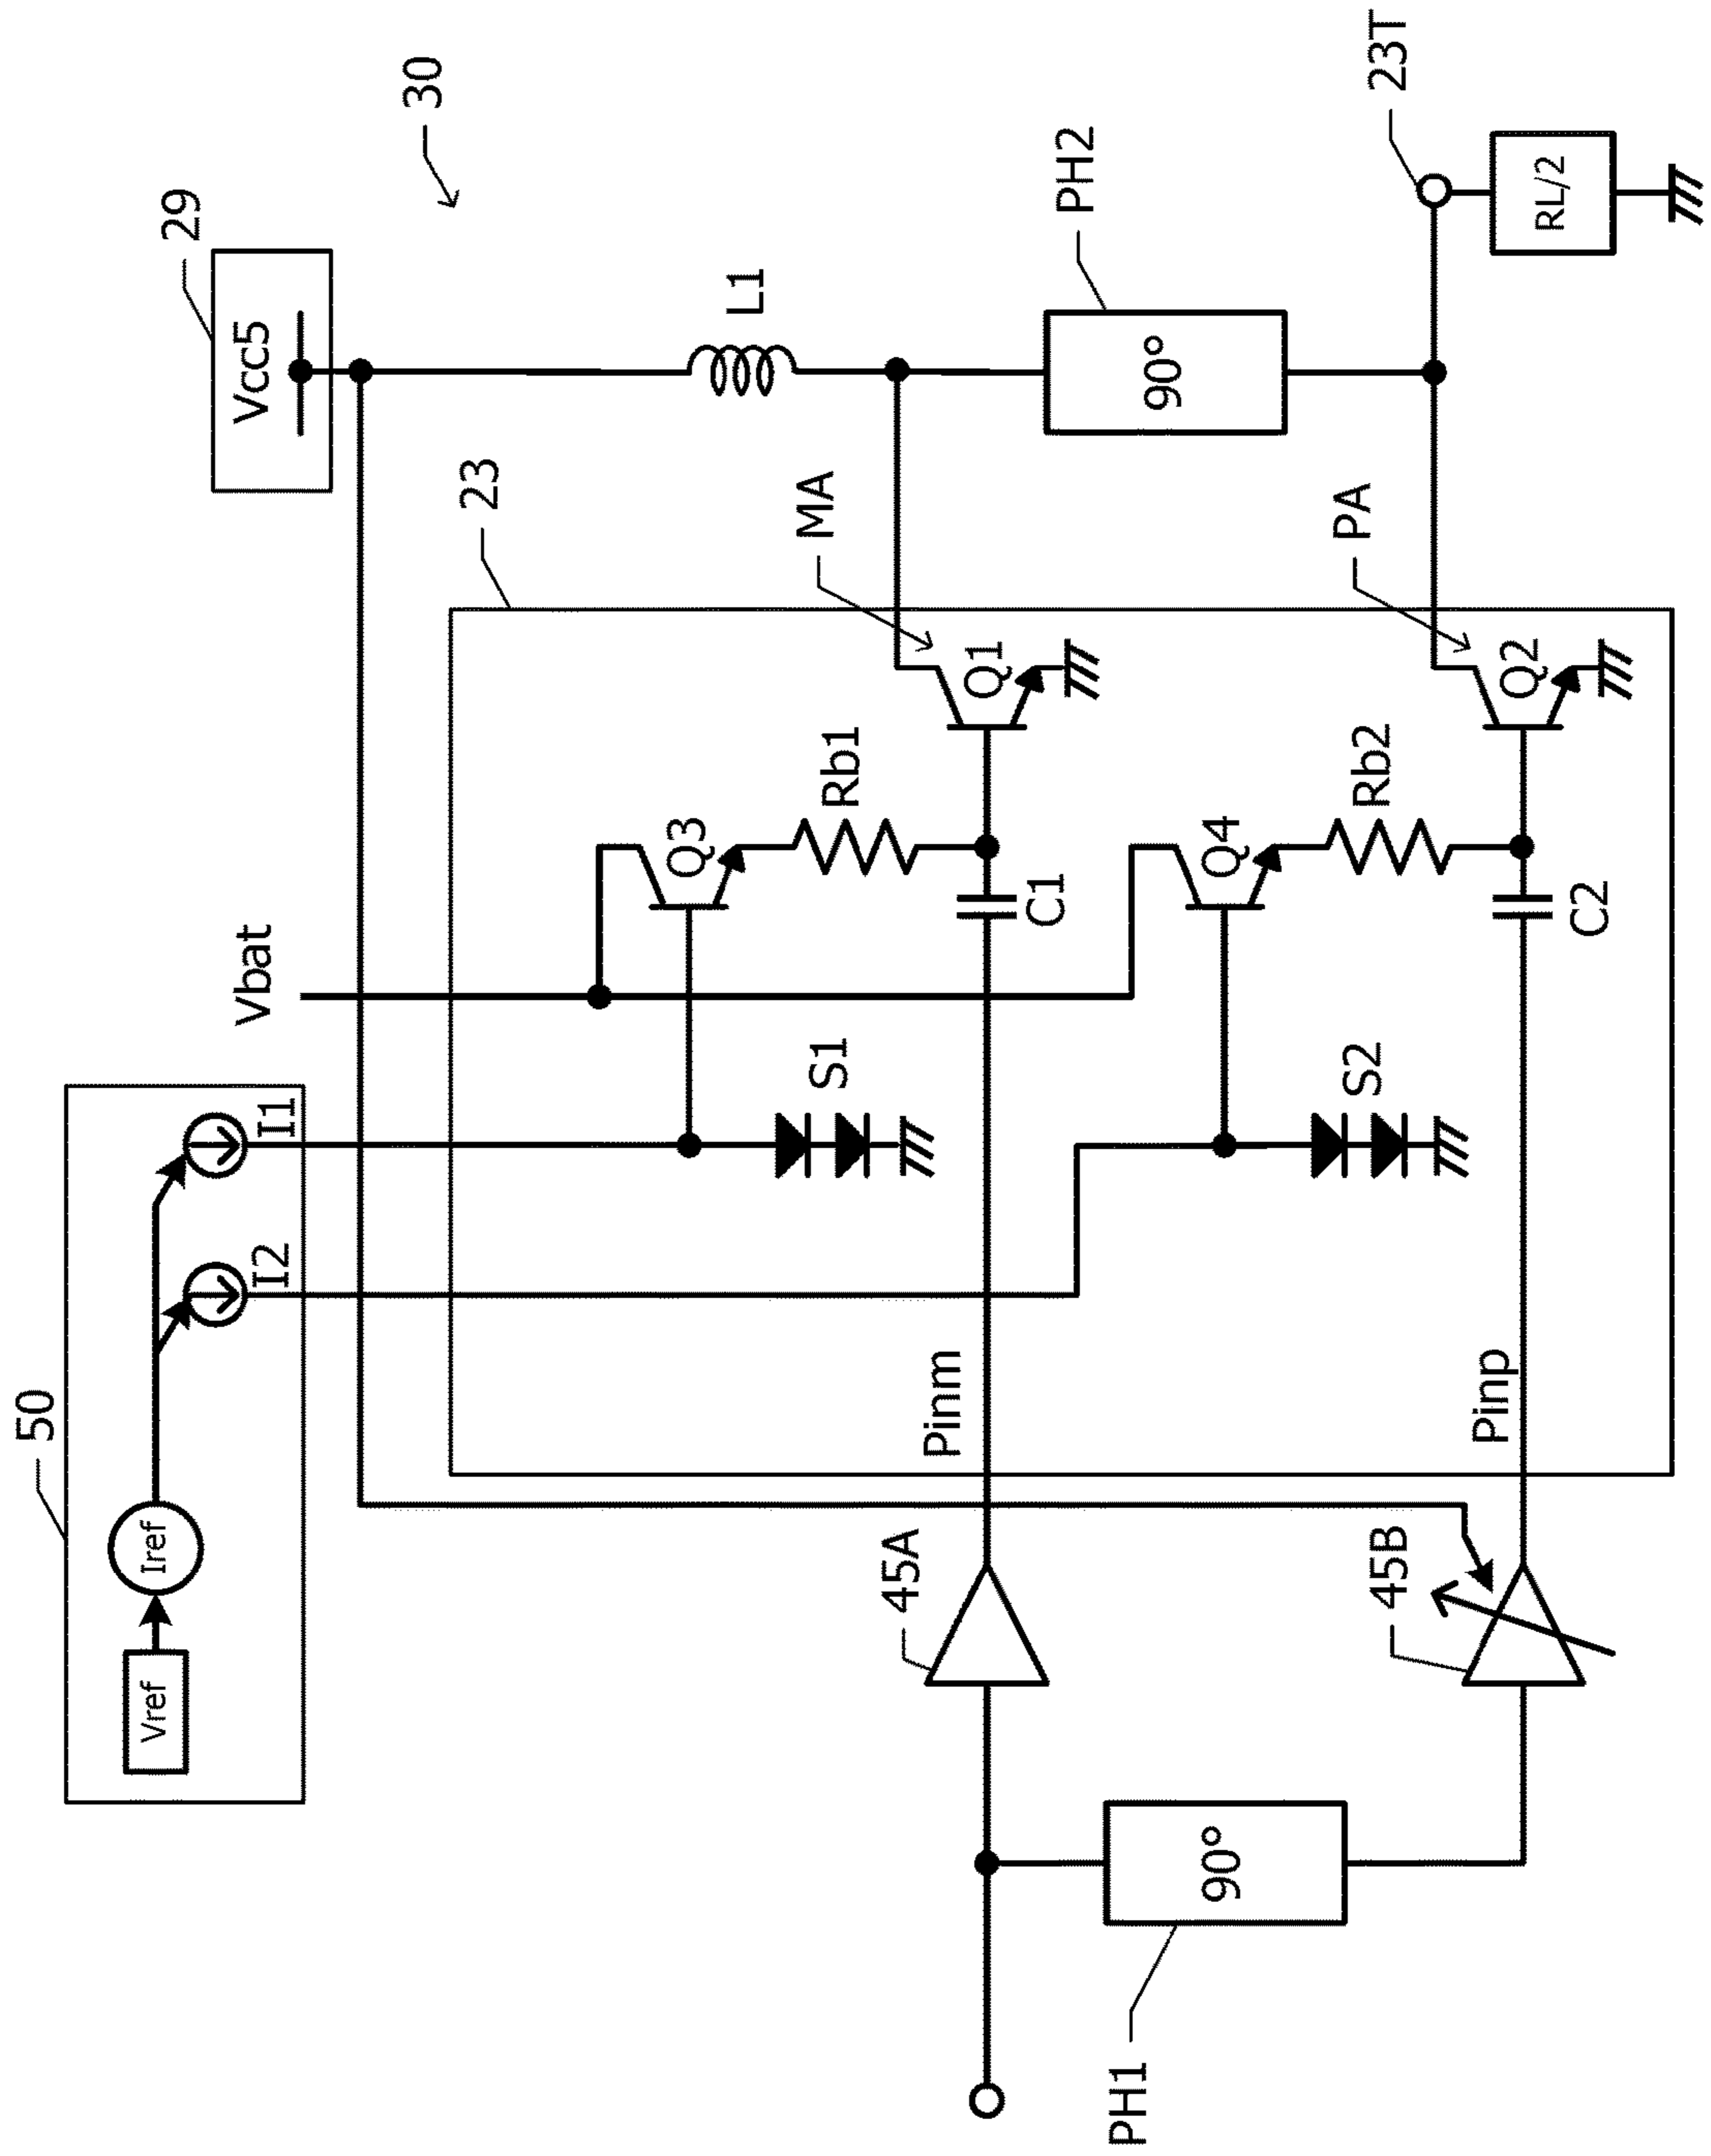 50
Vref
Iref
I2
I1
Vbat
29
Vcc5
30
23
L1
Q3
Rb1
S1
MA
Q1
C1
Pinm
45A
PH2
90°
Q4
Rb2
S2
PA
Q2
C2
Pinp
45B
23T
RL/2
90°
PH1